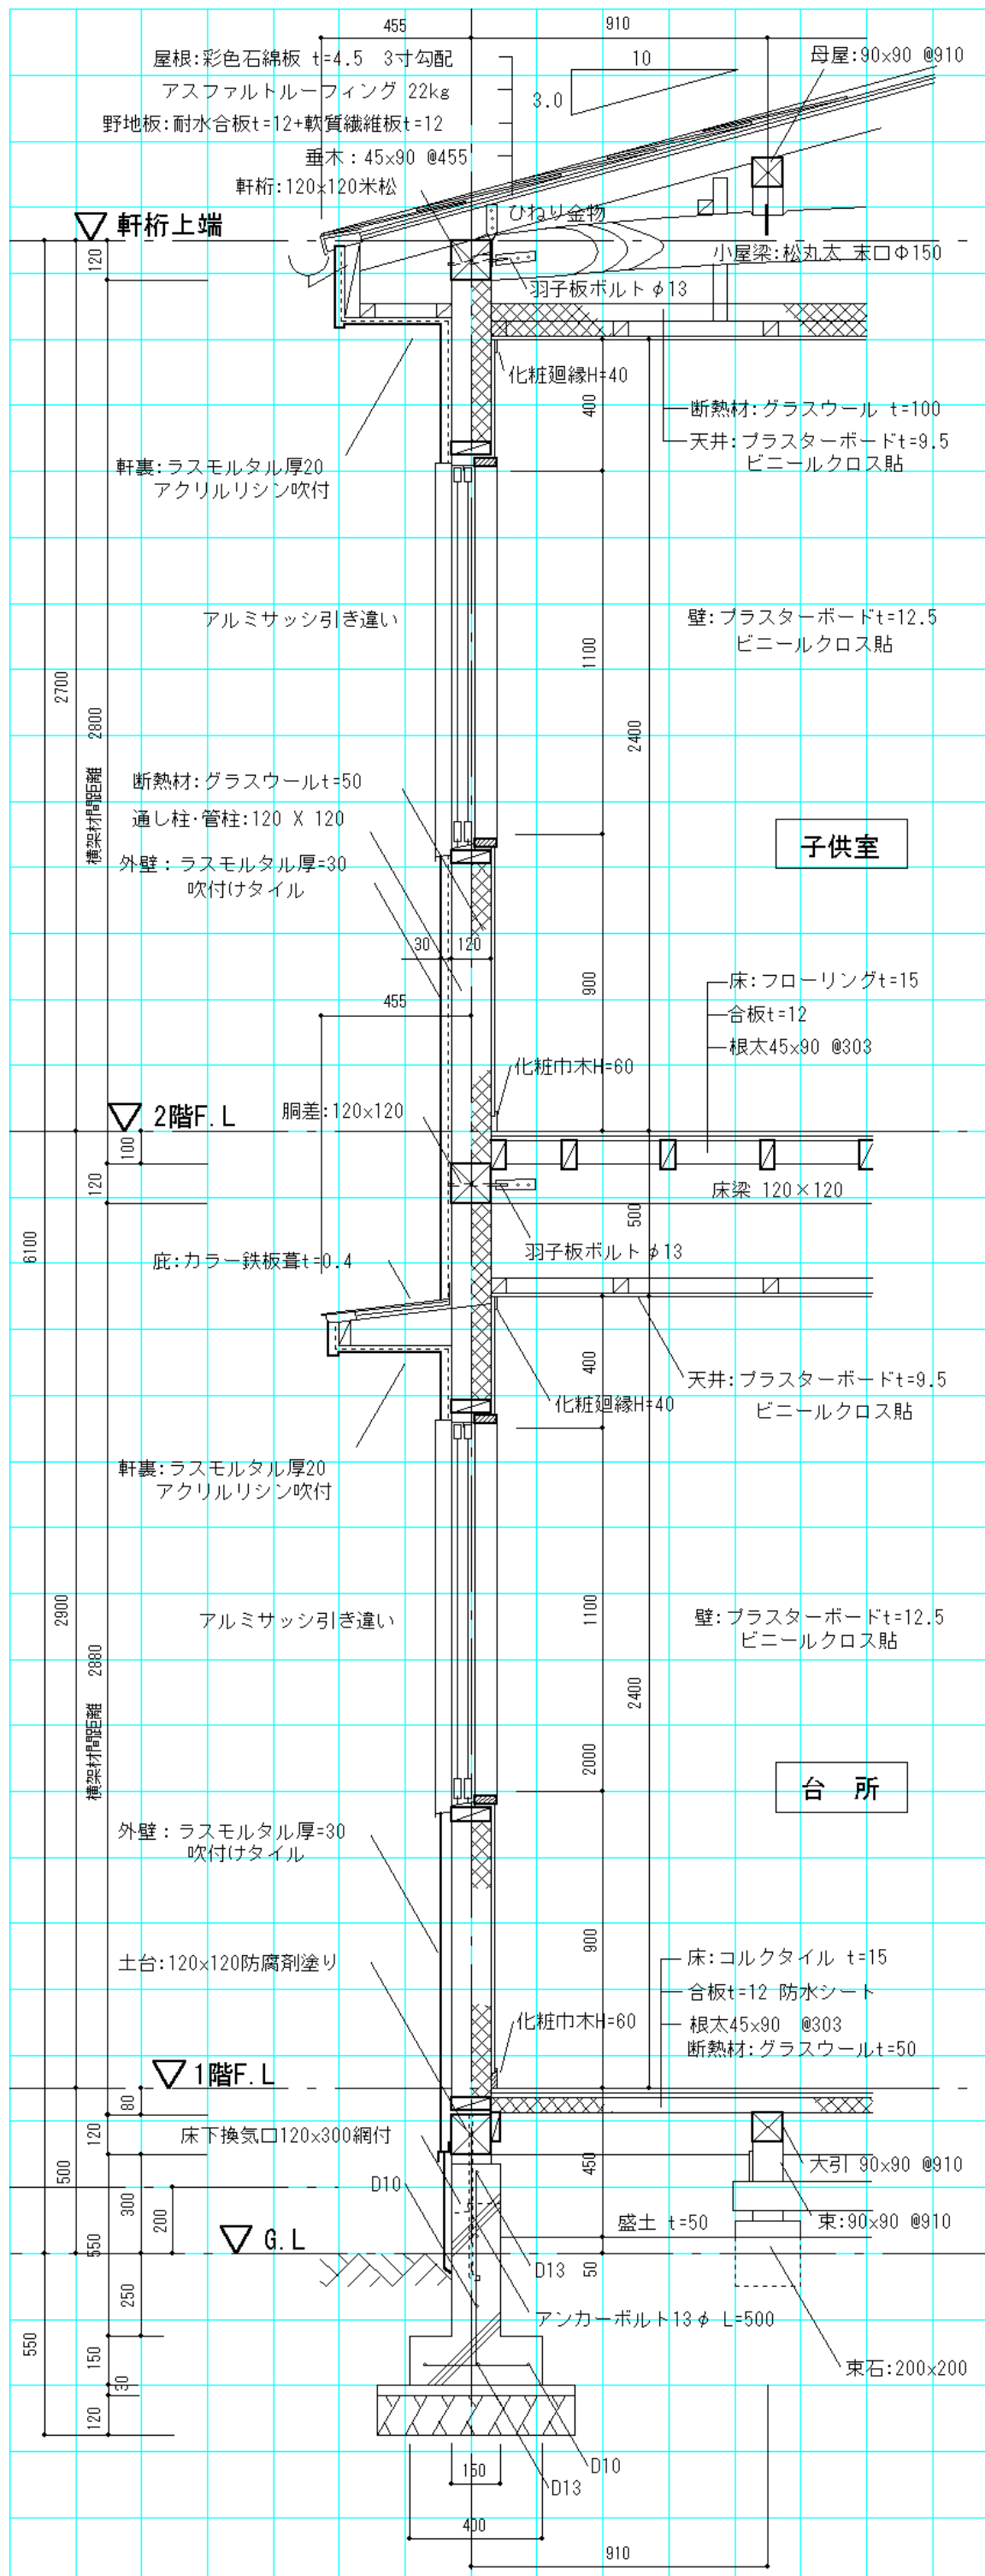 455
910
屋根:彩色石綿板 t=4.5 3寸勾配
10
母屋:90x90 @910
アスファルトルーフィング 22kg
3.0
野地板:耐水合板t=12+軟質繊維板t=12
垂木：45x90 @455
軒桁:120x120米松
ひねり金物
軒桁上端
120
小屋梁:松丸太 末口Φ150
羽子板ボルトφ13
化粧廻縁H=40
400
断熱材:グラスウール t=100
天井:プラスターボードt=9.5
ビニールクロス貼
軒裏:ラスモルタル厚20
アクリルリシン吹付
アルミサッシ引き違い
壁:プラスターボードt=12.5
ビニールクロス貼
1100
2700
2800
横架材間距離
2400
断熱材:グラスウールt=50
通し柱･管柱:120 X 120
子供室
外壁：ラスモルタル厚=30
吹付けタイル
30
120
900
455
床:フローリングt=15
合板t=12
根太45x90 @303
化粧巾木H=60
胴差:120x120
2階F.L
100
120
床梁 120×120
500
6100
羽子板ボルトφ13
庇:カラー鉄板葺t=0.4
400
天井:プラスターボードt=9.5
ビニールクロス貼
化粧廻縁H=40
軒裏:ラスモルタル厚20
アクリルリシン吹付
アルミサッシ引き違い
壁:プラスターボードt=12.5
ビニールクロス貼
1100
2900
2880
横架材間距離
2400
2000
台 所
外壁：ラスモルタル厚=30
吹付けタイル
900
土台:120x120防腐剤塗り
床:コルクタイル t=15
合板t=12 防水シート
化粧巾木H=60
根太45x90 @303
断熱材:グラスウールt=50
1階F.L
80
120
床下換気口120x300網付
500
300
200
450
大引 90x90 @910
D10
盛土 t=50
束:90x90 @910
G.L
550
D13
50
250
アンカーボルト13φ L=500
550
150
束石:200x200
30
120
D10
150
D13
400
910